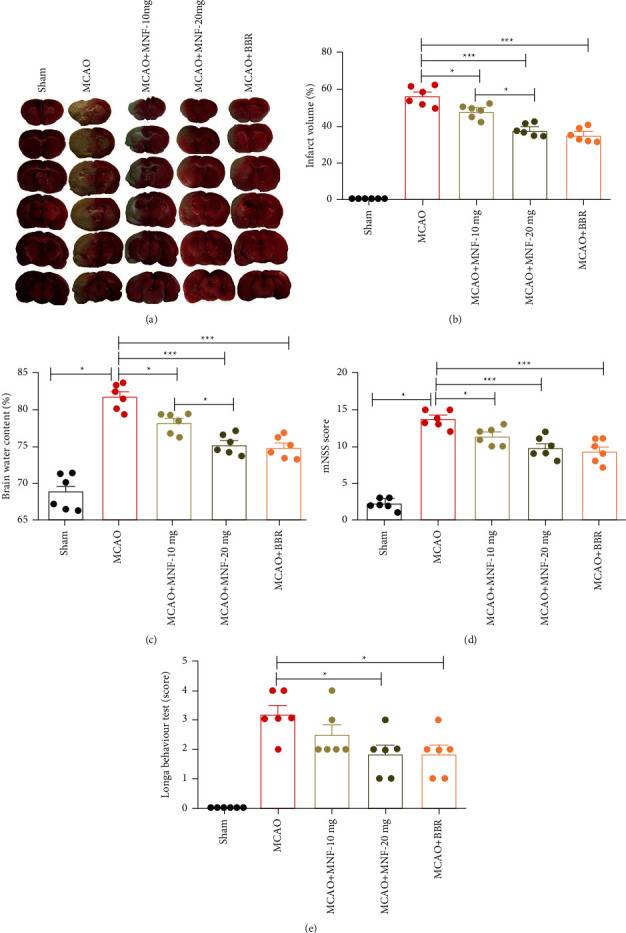 Sham
MCAO
MCAO+MNF-10mg
MCAO+MNF-20mg
MCAO+BBR
(a)
Infarct volume (%)
80
60
40
20
0
***
***
*
*
Sham
MCAO
MCAO+MNF-10 mg
MCAO+MNF-20 mg
MCAO+BBR
(b)
Brain water content (%)
85
80
75
70
65
***
***
*
*
*
Sham
MCAO
MCAO+MNF-10 mg
MCAO+MNF-20 mg
MCAO+BBR
(c)
mNSS score
20
15
10
5
0
***
***
*
*
Sham
MCAO
MCAO+MNF-10 mg
MCAO+MNF-20 mg
MCAO+BBR
(d)
Longa behaviour test (score)
5
4
3
2
1
0
*
*
Sham
MCAO
MCAO+MNF-10 mg
MCAO+MNF-20 mg
MCAO+BBR
(e)